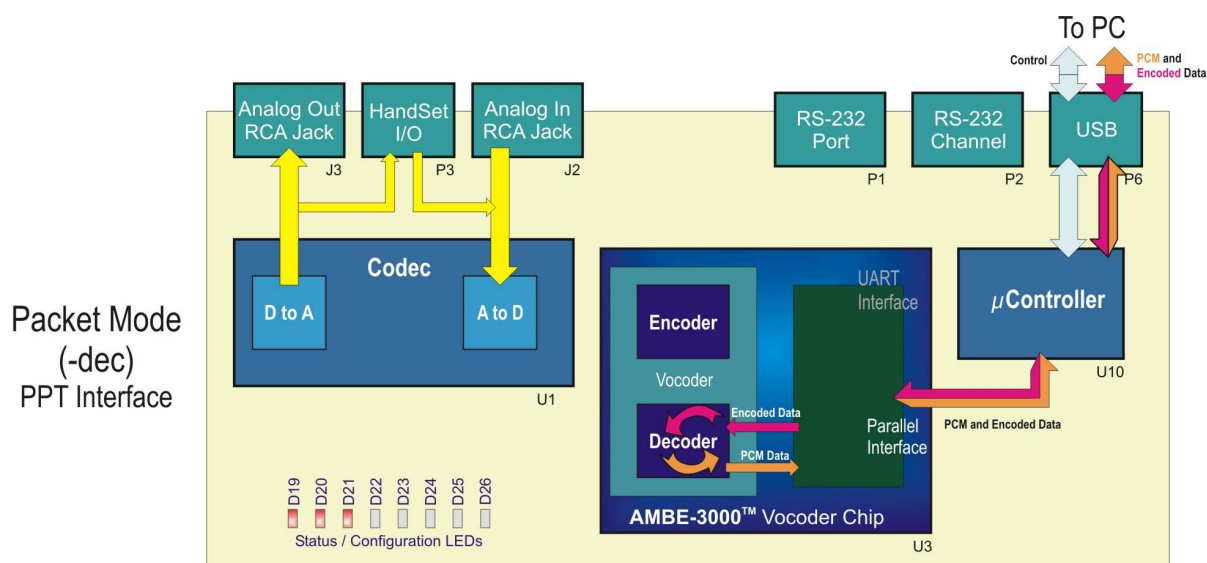 To PC
Control
PCM and
Encoded Data
Analog Out
RCA Jack
J3
HandSet
I/O
P3
Analog In
RCA Jack
J2
RS-232
Port
P1
RS-232
Channel
P2
USB
P6
Codec
D to A
A to D
U1
Packet Mode
(-dec)
PPT Interface
UART
Interface
Encoder
Vocoder
Decoder
Encoded Data
PCM Data
Parallel
Interface
AMBE-3000™ Vocoder Chip
U3
µController
U10
PCM and Encoded Data
D19
D20
D21
D22
D23
D24
D25
D26
Status / Configuration LEDs